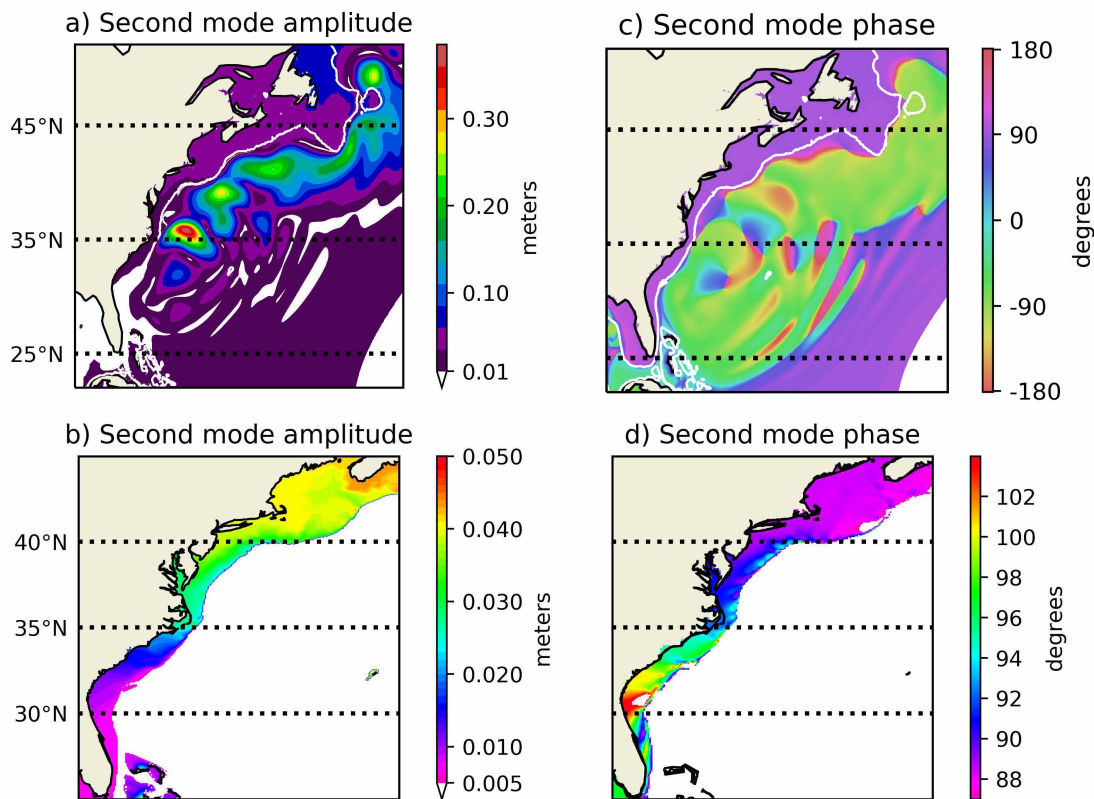 a) Second mode amplitude
45°N
35°N
25°N
0.30
0.20
0.10
0.01
meters
c) Second mode phase
180
90
0
-90
-180
degrees
b) Second mode amplitude
40°N
35°N
30°N
0.050
0.040
0.030
0.020
0.010
0.005
meters
d) Second mode phase
102
100
98
96
94
92
90
88
degrees